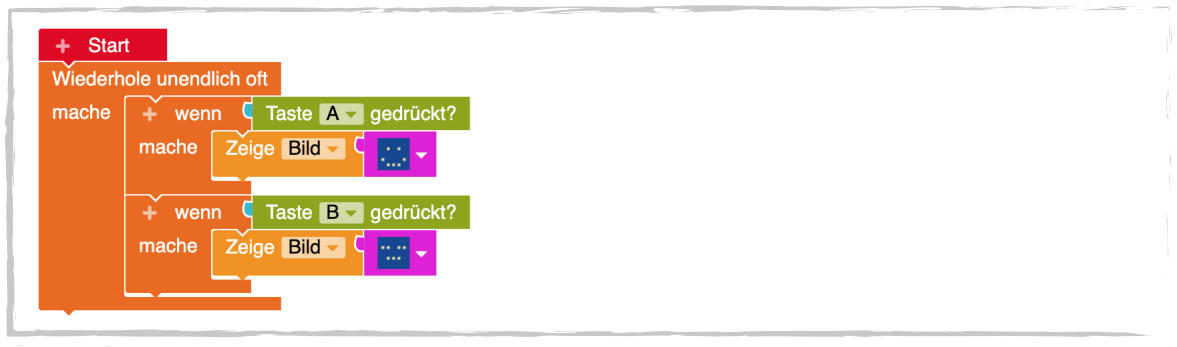 + Start
Wiederhole unendlich oft
mache + wenn Taste A gedrückt?
mache Zeige Bild
+ wenn Taste B gedrückt?
mache Zeige Bild